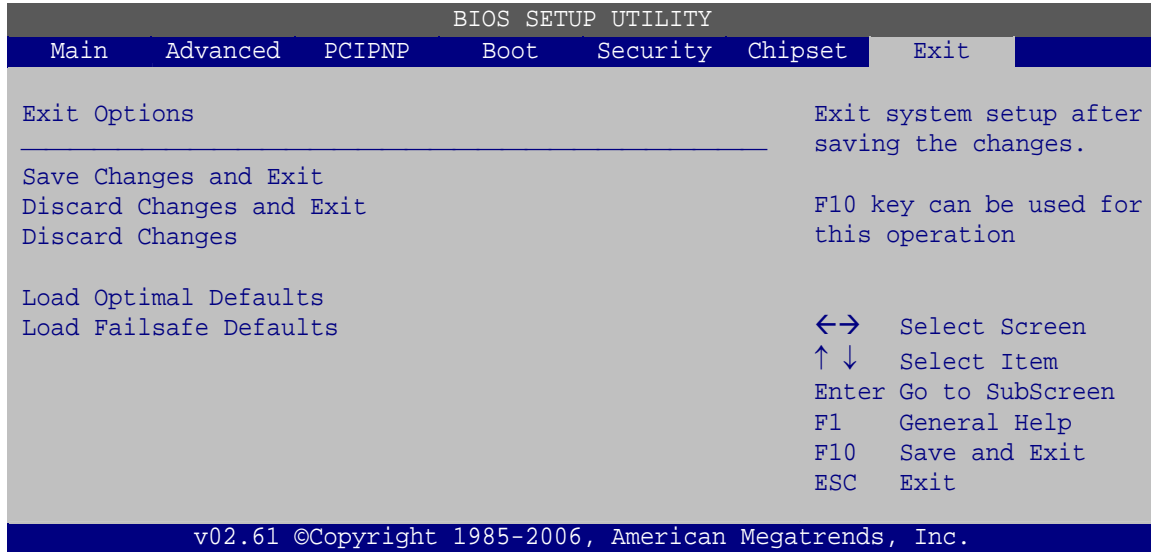 BIOS SETUP UTILITY
Main Advanced PCIPNP Boot Security Chipset Exit
Exit Options
Save Changes and Exit
Discard Changes and Exit
Discard Changes
Load Optimal Defaults
Load Failsafe Defaults
Exit system setup after
saving the changes.
F10 key can be used for
this operation
←→ Select Screen
↑ ↓ Select Item
Enter Go to SubScreen
F1 General Help
F10 Save and Exit
ESC Exit
v02.61 ©Copyright 1985-2006, American Megatrends, Inc.